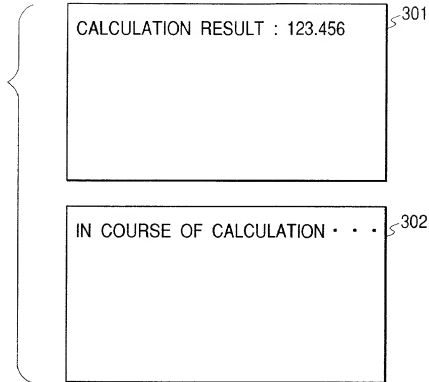 CALCULATION RESULT : 123.456
301
IN COURSE OF CALCULATION · · ·
302